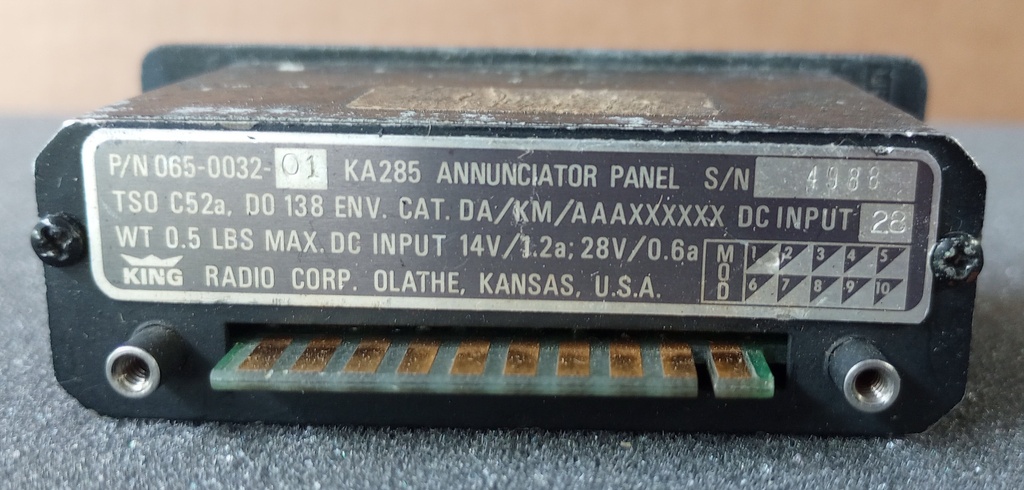 P/N 065-0032-01 KA285 ANNUNCIATOR PANEL S/N 4988
TSO C52a, DO 138 ENV. CAT. DA/KM/AAAXXXXXX DC INPUT 28
WT 0.5 LBS MAX. DC INPUT 14V/1.2a; 28V/0.6a
KING RADIO CORP. OLATHE, KANSAS, U.S.A.
MOD
1 2 3 4 5
6 7 8 9 10